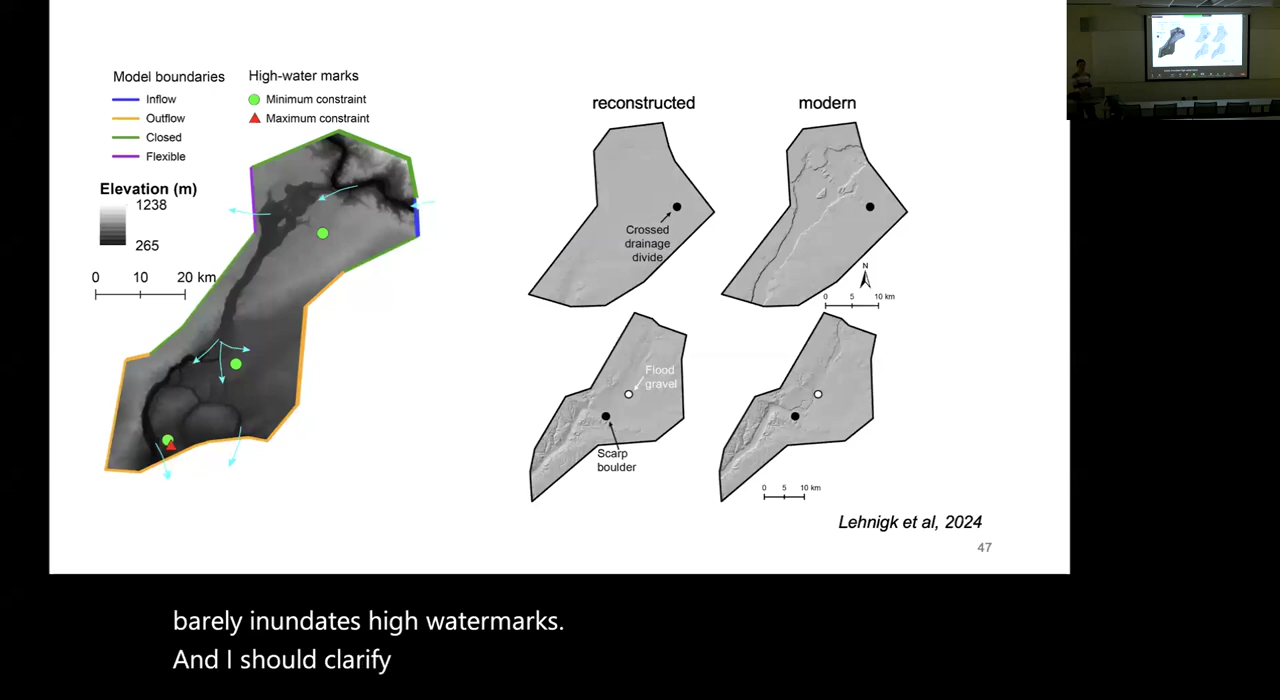 Model boundaries
Inflow
Outflow
Closed
Flexible
High-water marks
Minimum constraint
Maximum constraint
Elevation (m)
1238
265
0 10 20 km
reconstructed
modern
Crossed
drainage
divide
N
0 5 10 km
Flood
gravel
Scarp
boulder
0 5 10 km
Lehnigk et al, 2024
47
barely inundates high watermarks.
And I should clarify